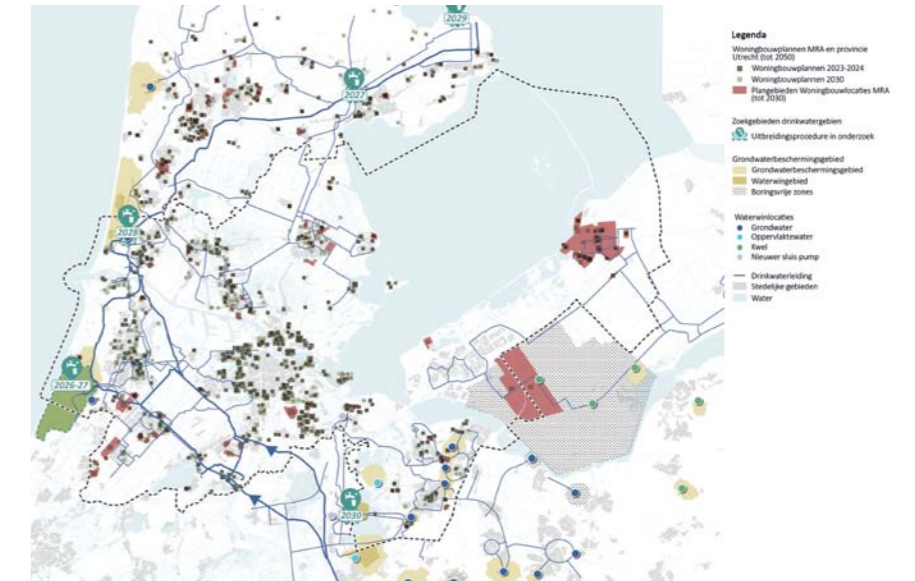 2029
2027
2028
2026-27
2030
Legenda
Woningbouwplannen MRA en provincie
Utrecht (tot 2050)
Woningbouwplannen 2023-2024
Woningbouwplannen 2030
Plangebieden Woningbouwlocaties MRA
(tot 2030)
Zoekgebieden drinkwatergebien
Uitbreidingsprocedure in onderzoek
Grondwaterbeschermingsgebied
Grondwaterbeschermingsgebied
Waterwingebied
Boringsvrije zones
Waterwinlocaties
Grondwater
Oppervlaktewater
Kwel
Nieuwer sluis pump
Drinkwaterleiding
Stedelijke gebieden
Water